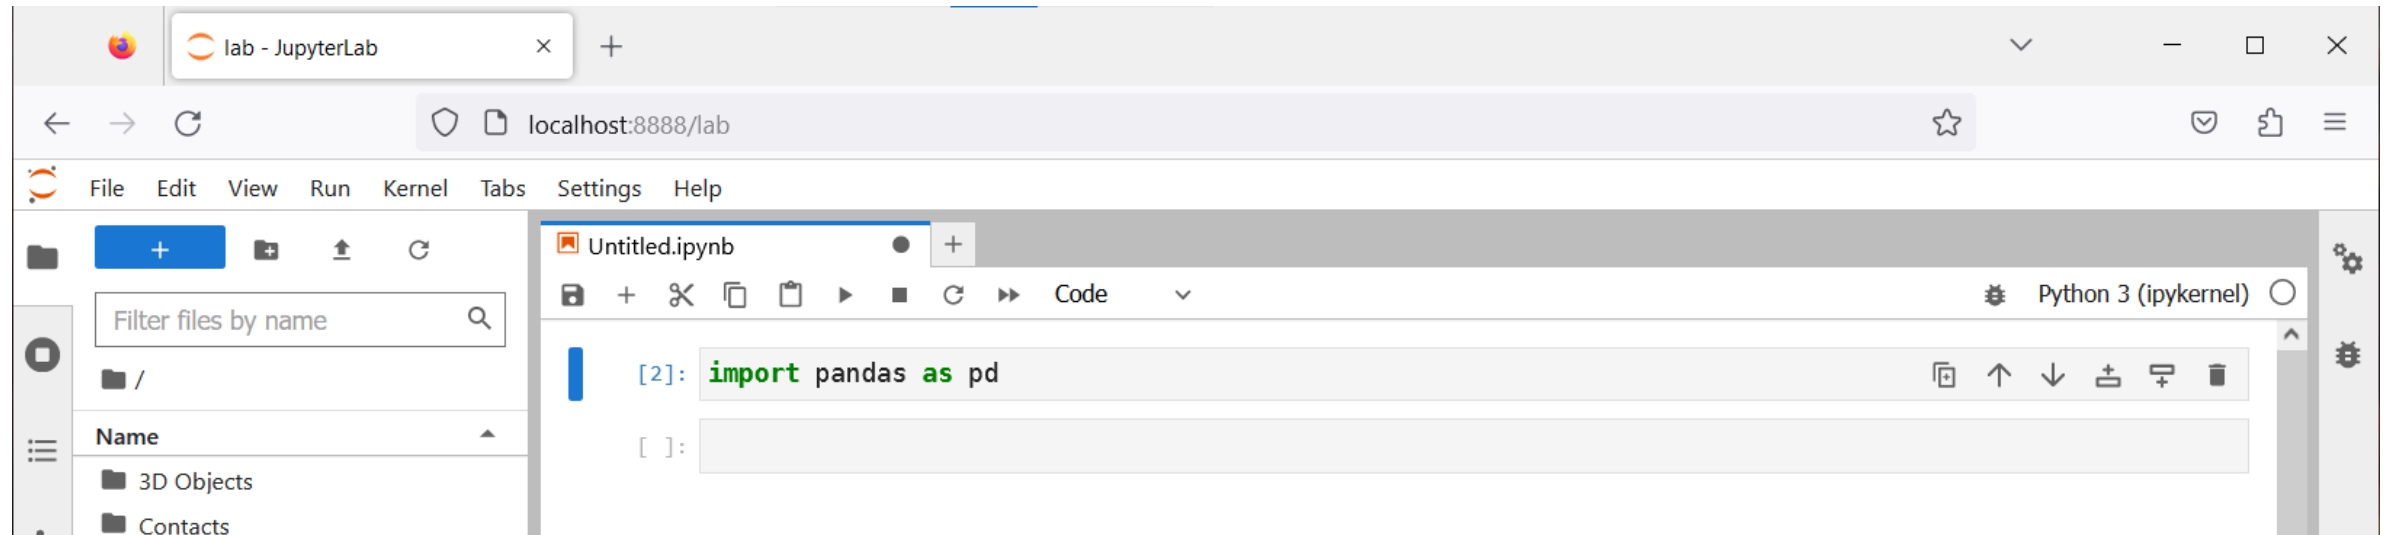 lab - JupyterLab
localhost:8888/lab
File Edit View Run Kernel Tabs Settings Help
Untitled.ipynb
Code
Python 3 (ipykernel)
Filter files by name
/
[2]: import pandas as pd
[ ]:
Name
3D Objects
Contacts